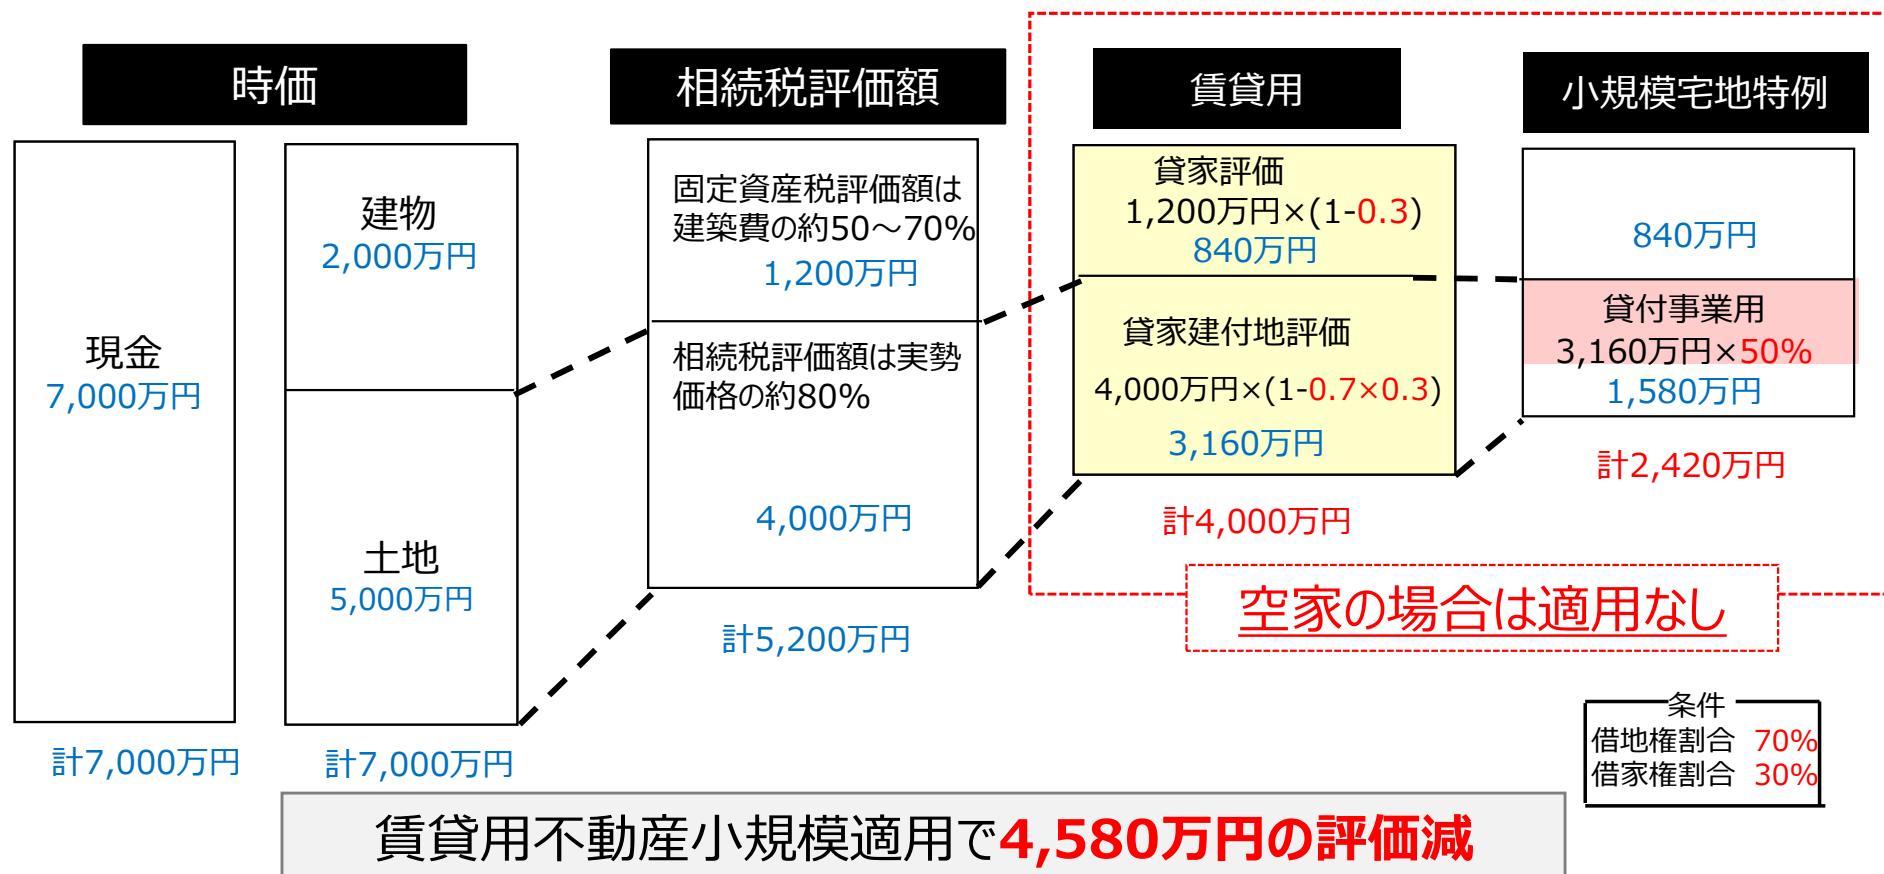 時価
現金
7,000万円
計7,000万円
建物
2,000万円
土地
5,000万円
計7,000万円
相続税評価額
固定資産税評価額は
建築費の約50～70%
1,200万円
相続税評価額は実勢
価格の約80%
4,000万円
計5,200万円
賃貸用
貸家評価
1,200万円×(1-0.3)
840万円
貸家建付地評価
4,000万円×(1-0.7×0.3)
3,160万円
計4,000万円
小規模宅地特例
840万円
貸付事業用
3,160万円×50%
1,580万円
計2,420万円
空家の場合は適用なし
条件
借地権割合 70%
借家権割合 30%
賃貸用不動産小規模適用で4,580万円の評価減